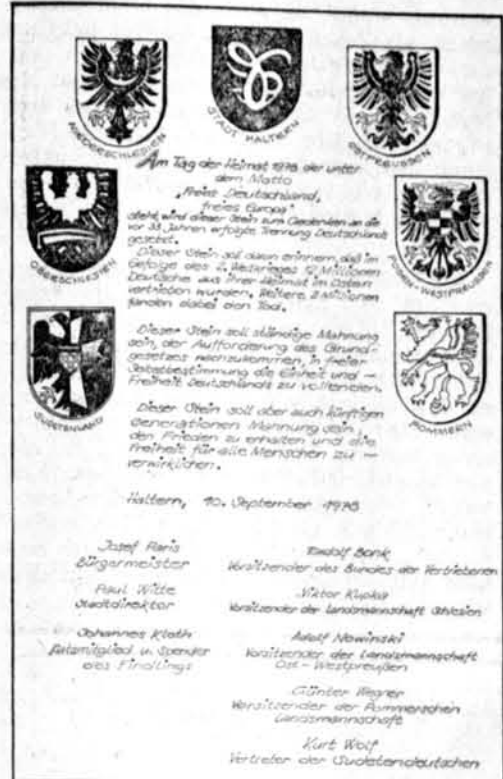 NIEDERSCHLESIEN
STADT HALTERN
OSTPREUSSEN
OBERSCHLESIEN
POSEN-WESTPREUSSEN
SUDETENLAND
POMMERN
Am Tag der Heimat 1978 der unter
dem Motto
„Freies Deutschland,
freies Europa"
steht, wird dieser Stein zum Gedenken an die
vor 33 Jahren erfolgte Trennung Deutschlands
gesetzt.
Dieser Stein soll daran erinnern, daß im
Gefolge des 2. Weltkrieges 12 Millionen
Deutsche aus ihrer Heimat im Osten
vertrieben wurden. Weitere 2 Millionen
fanden dabei den Tod.
Dieser Stein soll ständige Mahnung
sein, der Aufforderung des Grund-
gesetzes nachzukommen, in freier
Selbstbestimmung die Einheit und
Freiheit Deutschlands zu vollenden.
Dieser Stein soll aber auch künftigen
Generationen Mahnung sein,
den Frieden zu erhalten und die
Freiheit für alle Menschen zu
verwirklichen.
Haltern, 10. September 1978
Josef Paris
Bürgermeister
Paul Witte
Stadtdirektor
Johannes Kloth
Ratsmitglied u. Spender
des Findlings
Rudolf Bonk
Vorsitzender des Bundes der Vertriebenen
Viktor Kupka
Vorsitzender der Landsmannschaft Schlesien
Adolf Nowinski
Vorsitzender der Landsmannschaft
Ost-Westpreußen
Günter Wegner
Vorsitzender der Pommerschen
Landsmannschaft
Kurt Wolf
Vertreter der Sudetendeutschen